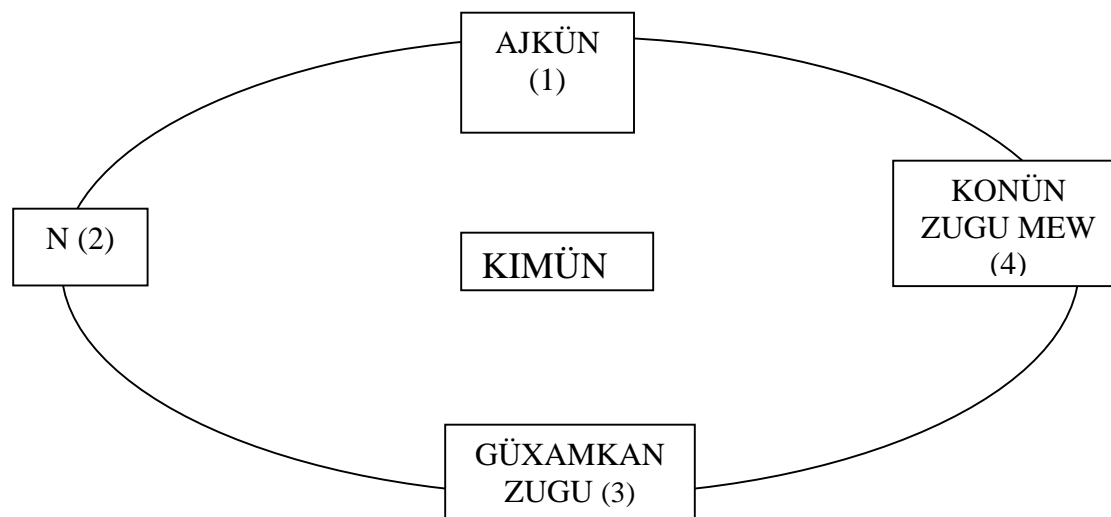 AJKÜN
(1)
KONÜN
ZUGU MEW
(4)
N (2)
KIMÜN
GÜXAMKAN
ZUGU (3)